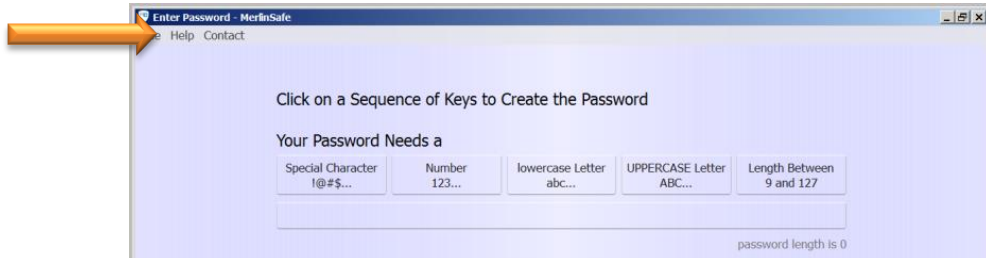 Enter Password - MerlinSafe
Help Contact
Click on a Sequence of Keys to Create the Password
Your Password Needs a
Special Character Number lowercase Letter UPPERCASE Letter Length Between
!@#$... 123... abc... ABC... 9 and 127
password length is 0